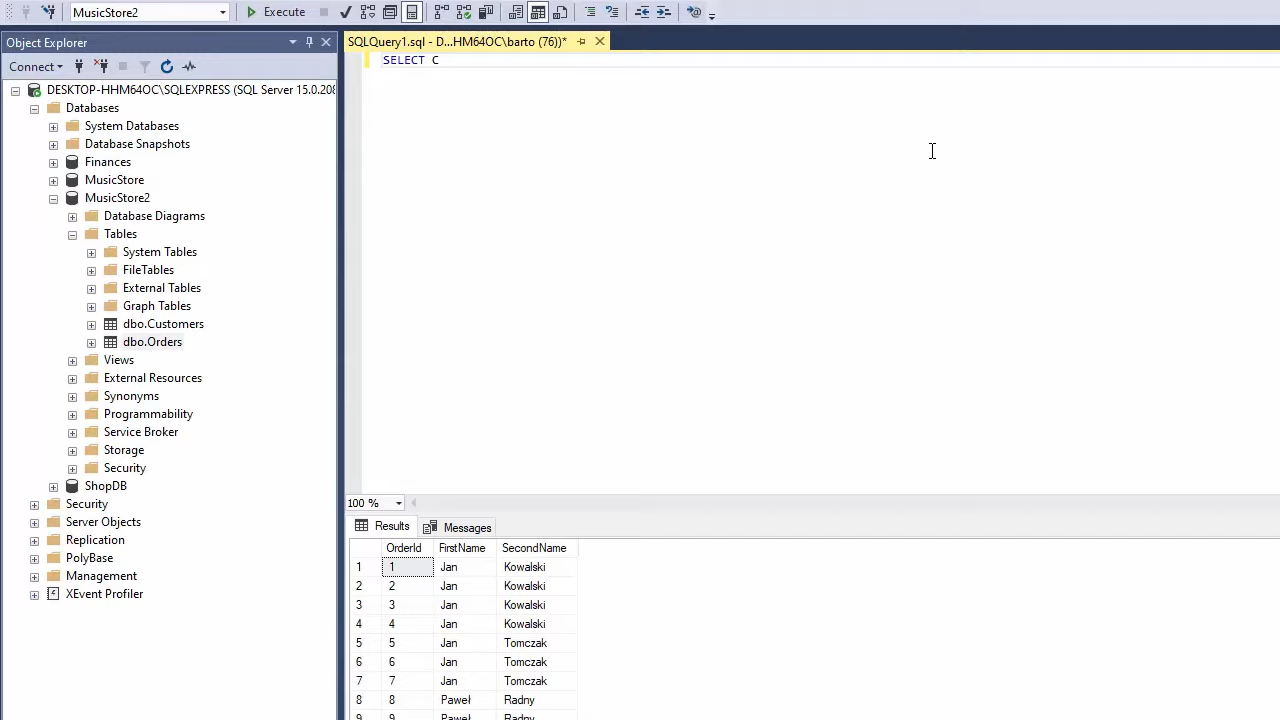 MusicStore2
Execute
Object Explorer
SQLQuery1.sql - D...HM64OC\barto (76))*
Connect
SELECT C
DESKTOP-HHM64OC\SQLEXPRESS (SQL Server 15.0.208
Databases
System Databases
Database Snapshots
Finances
MusicStore
MusicStore2
Database Diagrams
Tables
System Tables
FileTables
External Tables
Graph Tables
dbo.Customers
dbo.Orders
Views
External Resources
Synonyms
Programmability
Service Broker
Storage
Security
ShopDB
Security
Server Objects
Replication
PolyBase
Management
XEvent Profiler
100 %
Results Messages
OrderId FirstName SecondName
1 1 Jan Kowalski
2 2 Jan Kowalski
3 3 Jan Kowalski
4 4 Jan Kowalski
5 5 Jan Tomczak
6 6 Jan Tomczak
7 7 Jan Tomczak
8 8 Paweł Radny
9 9 Paweł Radny